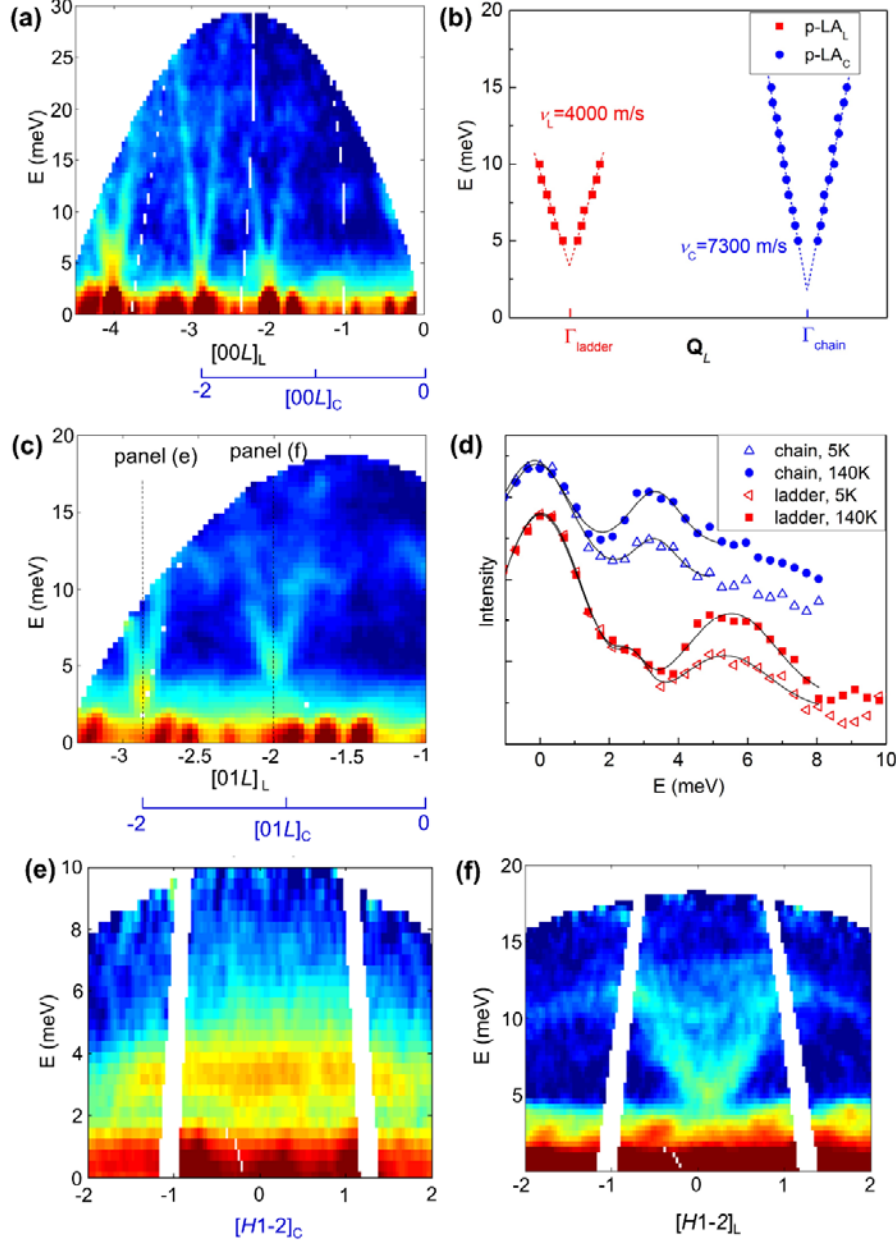 (a)
E (meV)
30
25
20
15
10
5
0
-4 -3 -2 -1 0
[00L]L
-2 [00L]C 0
(b)
E (meV)
20
15
10
5
0
p-LAL
p-LAC
νL=4000 m/s
νC=7300 m/s
Γladder QL Γchain
(c)
panel (e) panel (f)
E (meV)
20
15
10
5
0
-3 -2.5 -2 -1.5 -1
[01L]L
-2 [01L]C 0
(d)
Intensity
chain, 5K
chain, 140K
ladder, 5K
ladder, 140K
0 2 4 6 8 10
E (meV)
(e)
E (meV)
10
8
6
4
2
0
-2 -1 0 1 2
[H1-2]C
(f)
E (meV)
20
15
10
5
0
-2 -1 0 1 2
[H1-2]L